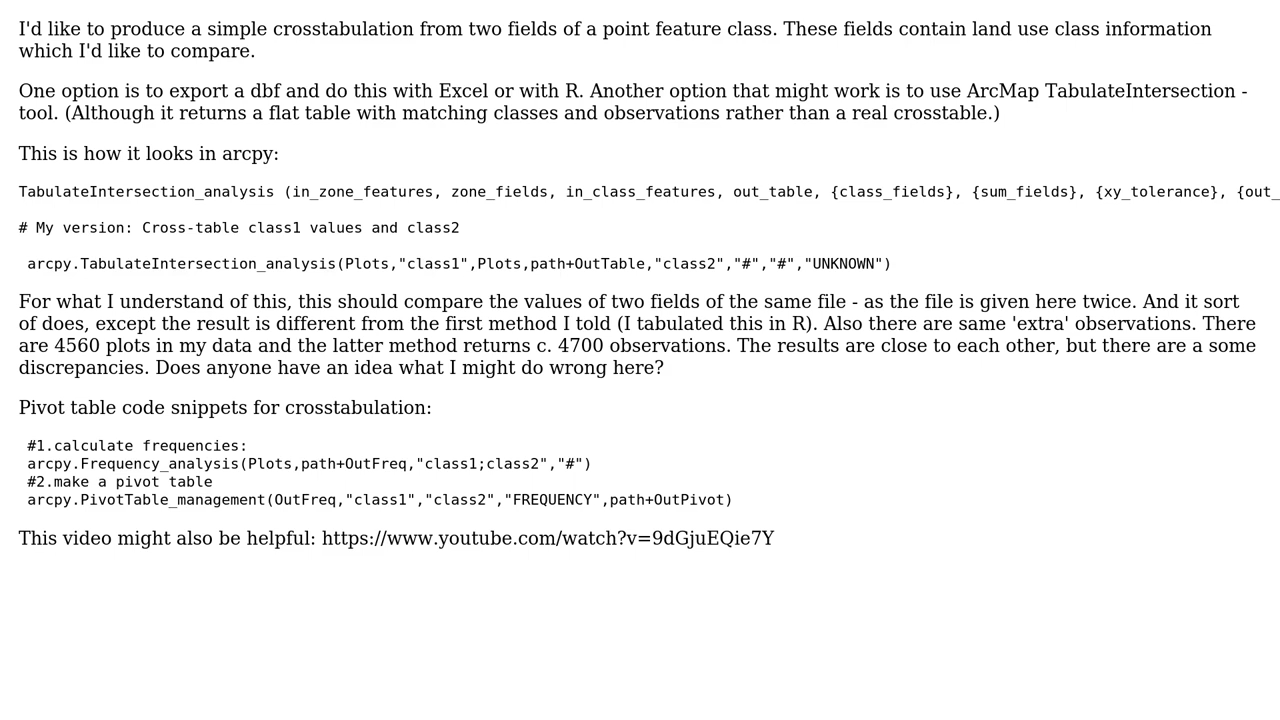 I'd like to produce a simple crosstabulation from two fields of a point feature class. These fields contain land use class information
which I'd like to compare.
One option is to export a dbf and do this with Excel or with R. Another option that might work is to use ArcMap TabulateIntersection -
tool. (Although it returns a flat table with matching classes and observations rather than a real crosstable.)
This is how it looks in arcpy:
TabulateIntersection_analysis (in_zone_features, zone_fields, in_class_features, out_table, {class_fields}, {sum_fields}, {xy_tolerance}, {out_
# My version: Cross-table class1 values and class2
arcpy.TabulateIntersection_analysis(Plots,"class1",Plots,path+OutTable,"class2","#","#","UNKNOWN")
For what I understand of this, this should compare the values of two fields of the same file - as the file is given here twice. And it sort
of does, except the result is different from the first method I told (I tabulated this in R). Also there are same 'extra' observations. There
are 4560 plots in my data and the latter method returns c. 4700 observations. The results are close to each other, but there are a some
discrepancies. Does anyone have an idea what I might do wrong here?
Pivot table code snippets for crosstabulation:
#1.calculate frequencies:
arcpy.Frequency_analysis(Plots,path+OutFreq,"class1;class2","#")
#2.make a pivot table
arcpy.PivotTable_management(OutFreq,"class1","class2","FREQUENCY",path+OutPivot)
This video might also be helpful: https://www.youtube.com/watch?v=9dGjuEQie7Y